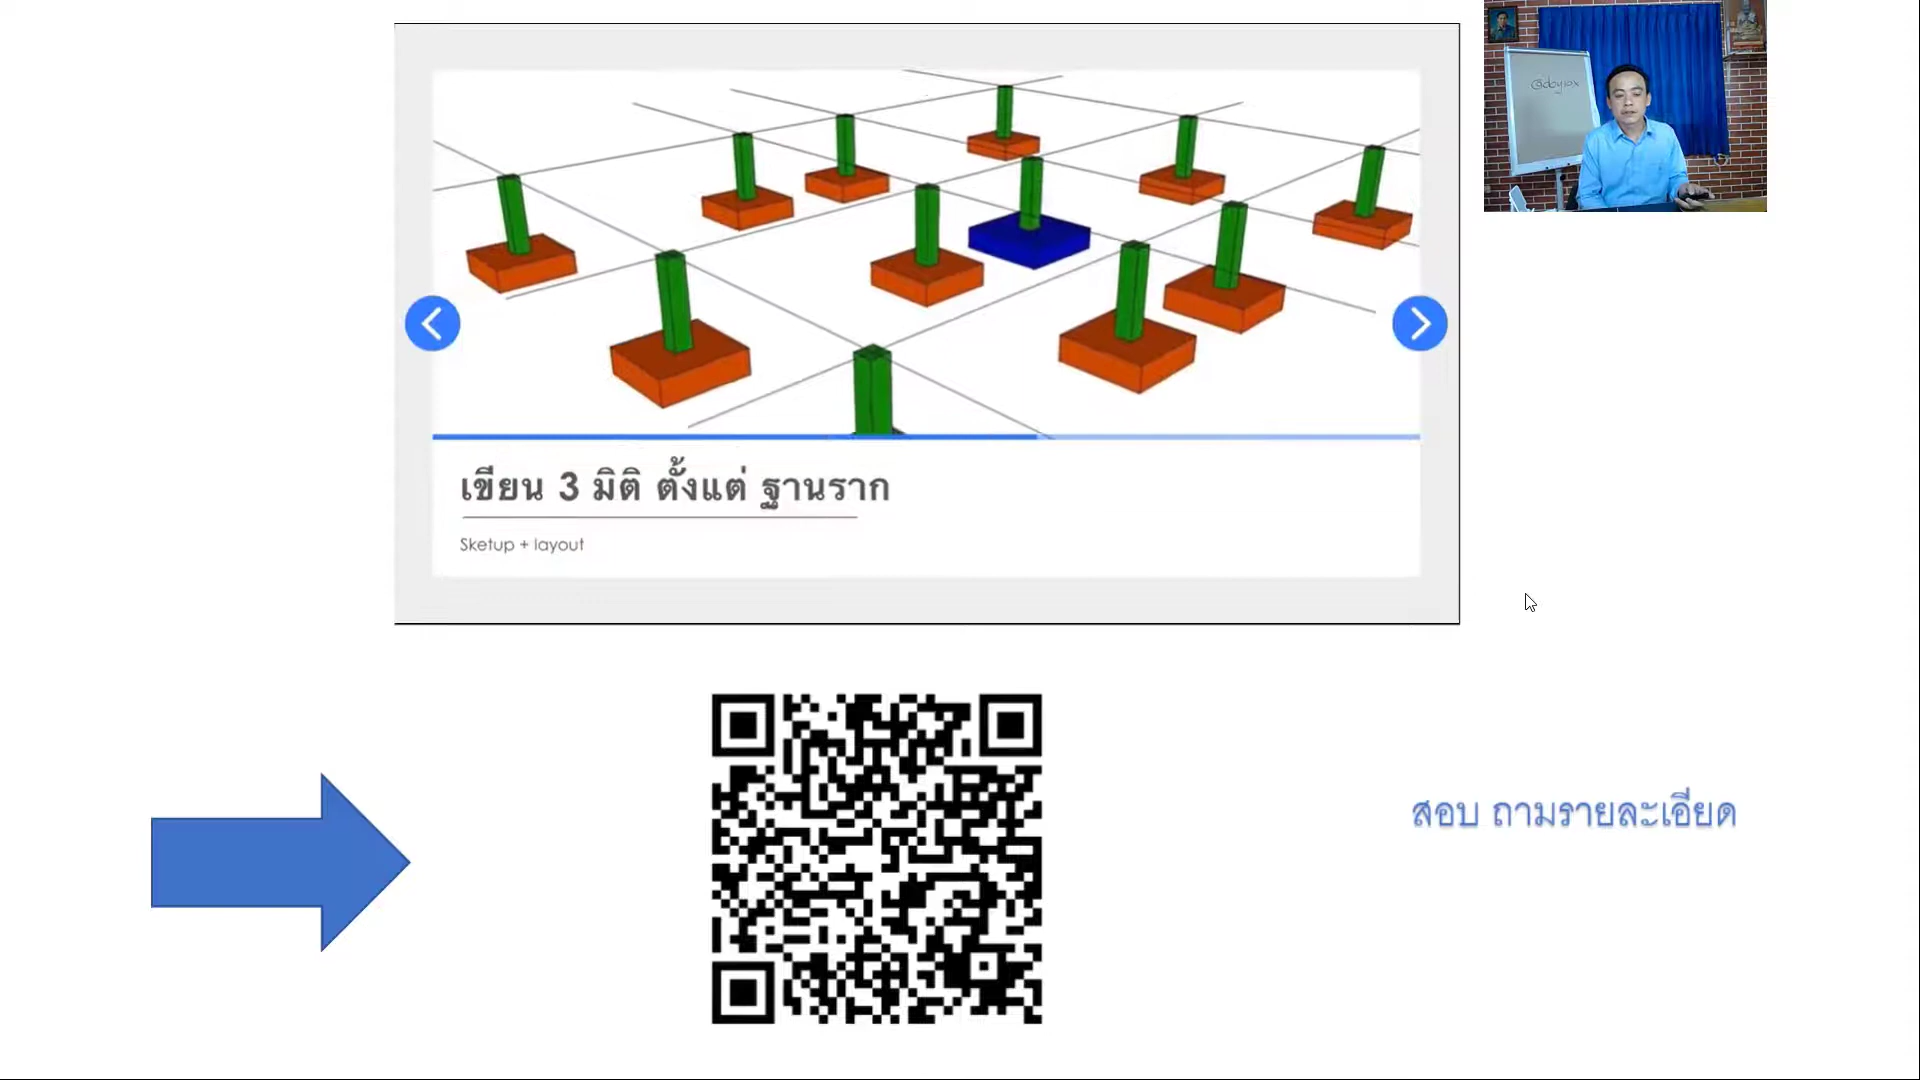 @doyjax
เขียน 3 มิติ ตั้งแต่ ฐานราก
Sketup + layout
สอบ ถามรายละเอียด